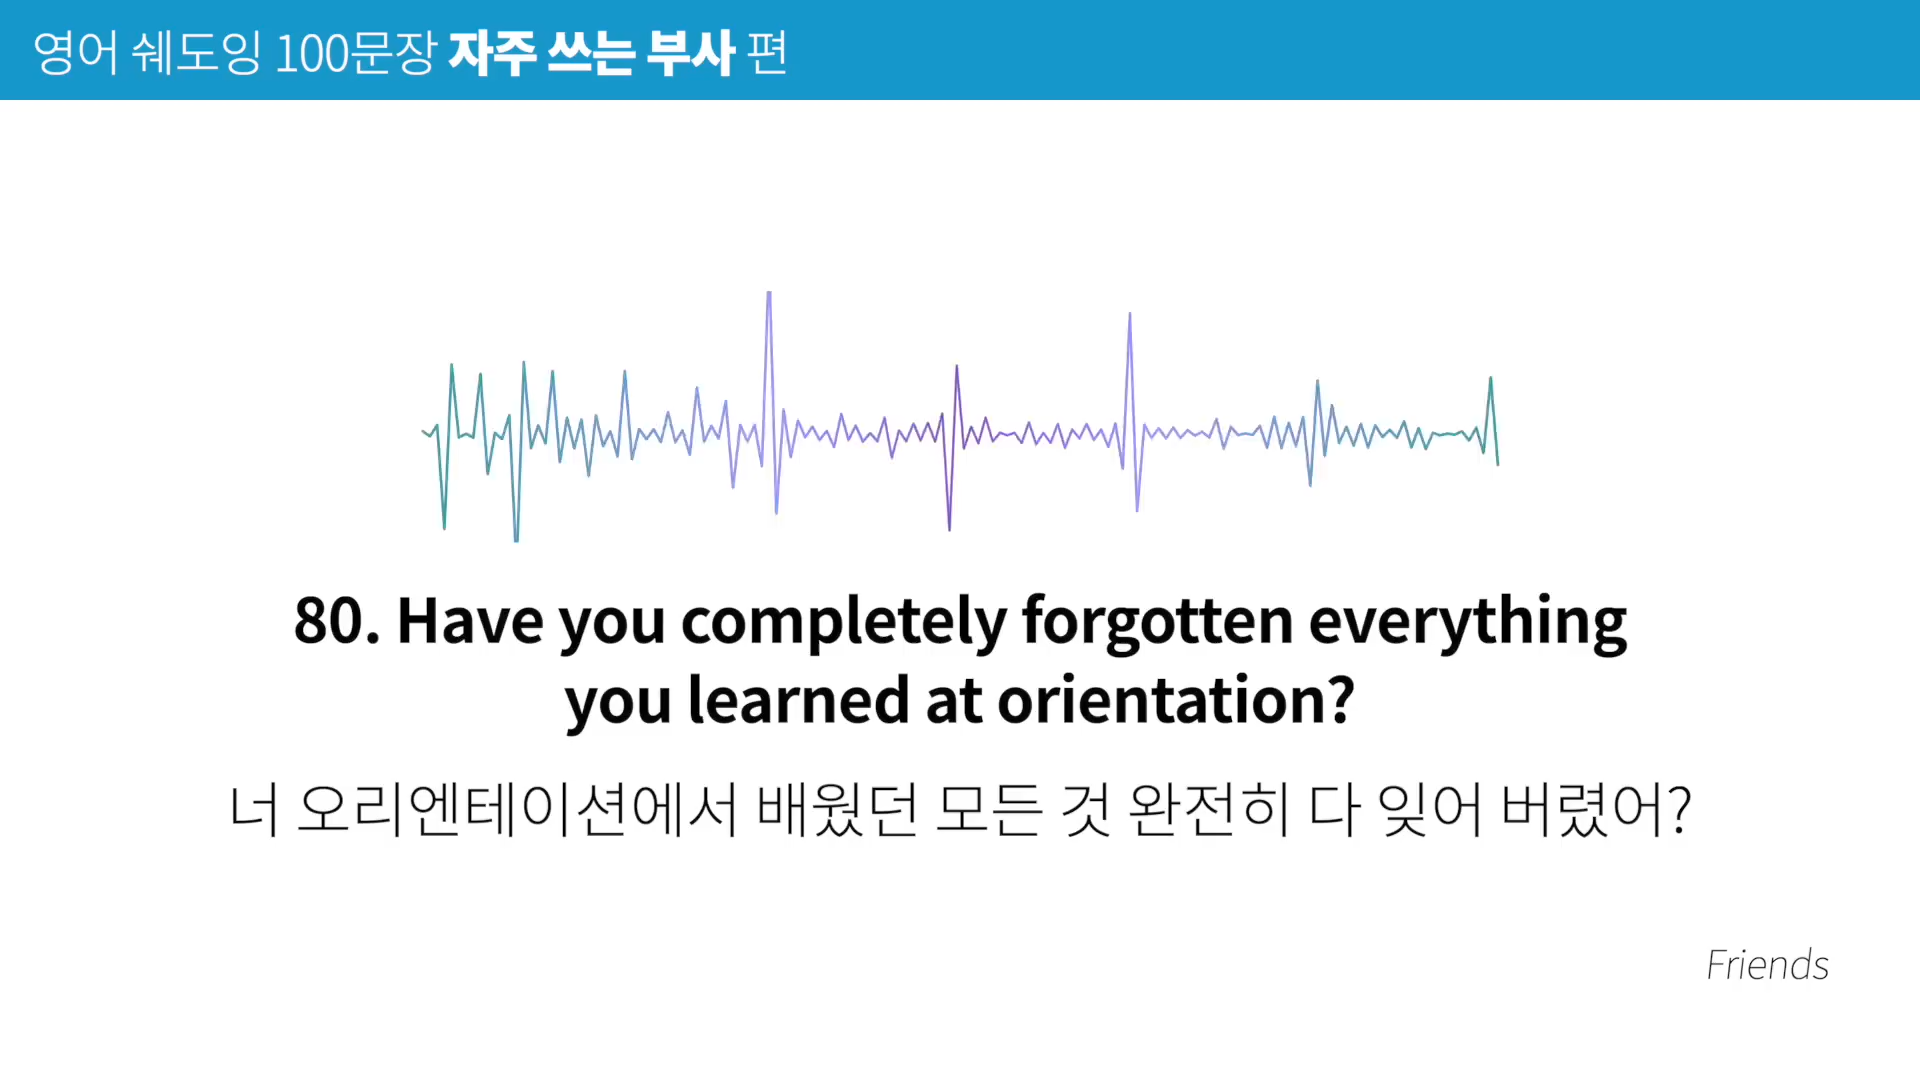 영어 쉐도잉 100문장 자주 쓰는 부사 편
80. Have you completely forgotten everything
you learned at orientation?
너 오리엔테이션에서 배웠던 모든 것 완전히 다 잊어 버렸어?
Friends